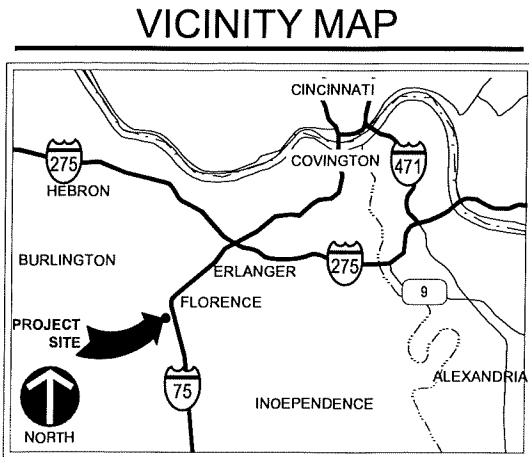 VICINITY MAP
CINCINNATI
275
COVINGTON
471
HEBRON
BURLINGTON
ERLANGER
275
FLORENCE
9
PROJECT
SITE
75
ALEXANDRIA
INOEPENDENCE
NORTH